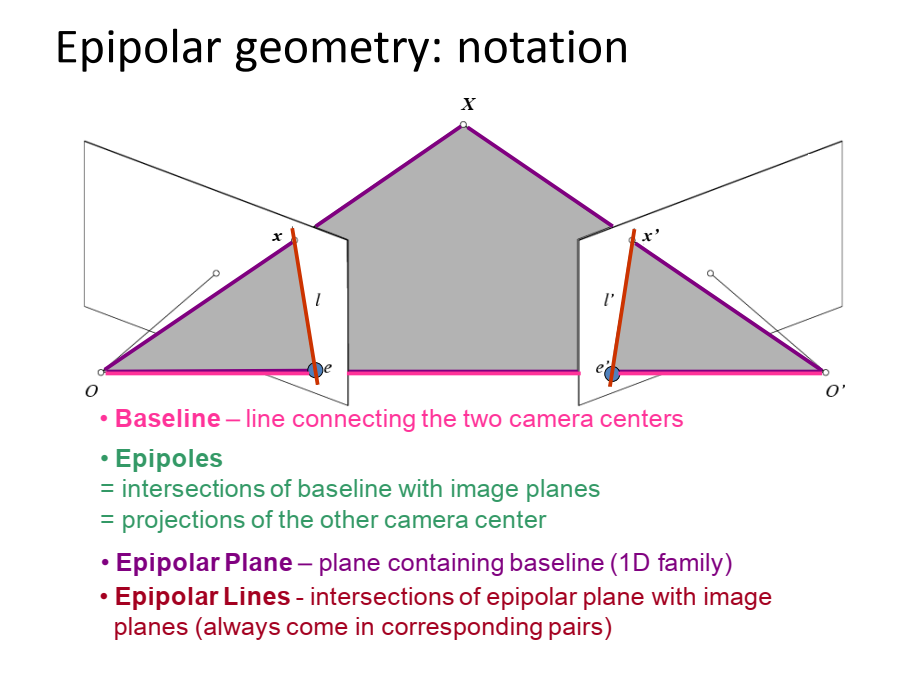 Epipolar geometry: notation
X
x
x’
l
l’
e
e’
O
O’
• Baseline – line connecting the two camera centers
• Epipoles
= intersections of baseline with image planes
= projections of the other camera center
• Epipolar Plane – plane containing baseline (1D family)
• Epipolar Lines - intersections of epipolar plane with image
planes (always come in corresponding pairs)